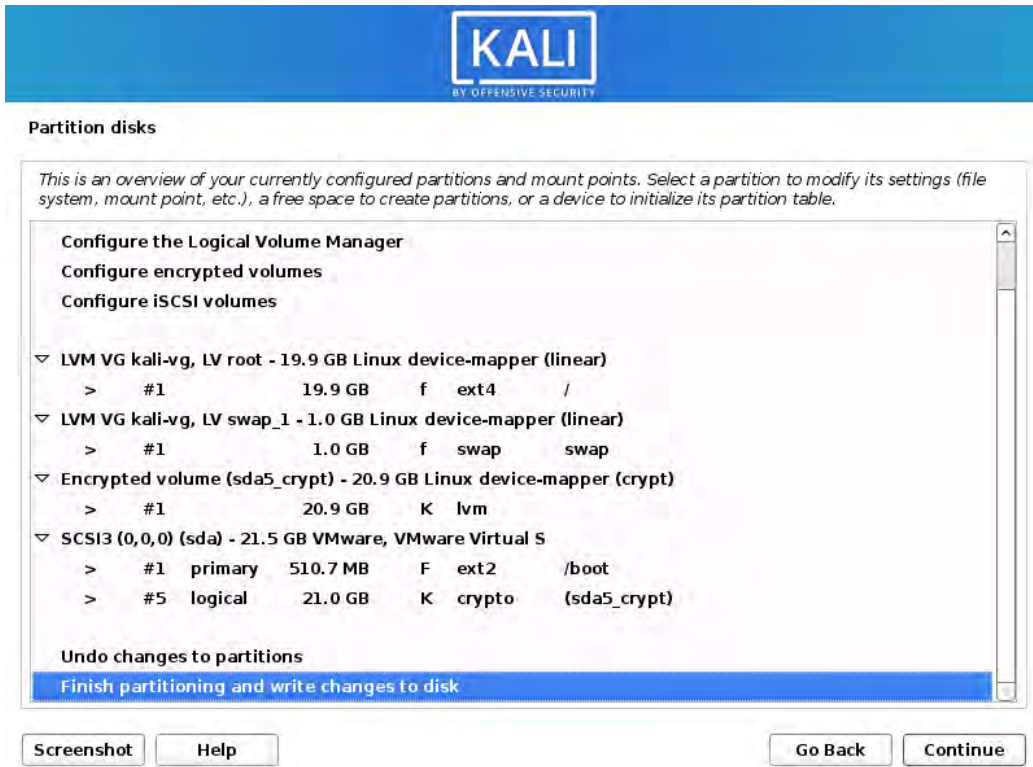 KALI
BY OFFENSIVE SECURITY
Partition disks
This is an overview of your currently configured partitions and mount points. Select a partition to modify its settings (file
system, mount point, etc.), a free space to create partitions, or a device to initialize its partition table.
Configure the Logical Volume Manager
Configure encrypted volumes
Configure iSCSI volumes
LVM VG kali-vg, LV root - 19.9 GB Linux device-mapper (linear)
> #1 19.9 GB f ext4 /
LVM VG kali-vg, LV swap_1 - 1.0 GB Linux device-mapper (linear)
> #1 1.0 GB f swap swap
Encrypted volume (sda5_crypt) - 20.9 GB Linux device-mapper (crypt)
> #1 20.9 GB K lvm
SCSI3 (0,0,0) (sda) - 21.5 GB VMware, VMware Virtual S
> #1 primary 510.7 MB F ext2 /boot
> #5 logical 21.0 GB K crypto (sda5_crypt)
Undo changes to partitions
Finish partitioning and write changes to disk
Screenshot Help Go Back Continue